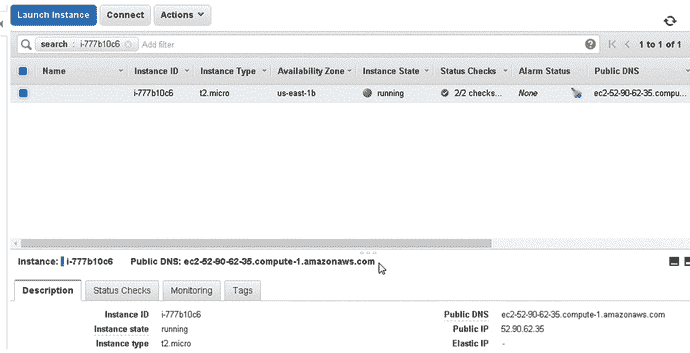 Launch Instance Connect Actions
search : i-777b10c6 Add filter 1 to 1 of 1
Name Instance ID Instance Type Availability Zone Instance State Status Checks Alarm Status Public DNS
i-777b10c6 t2.micro us-east-1b running 2/2 checks... None ec2-52-90-62-35.compu...
Instance: i-777b10c6 Public DNS: ec2-52-90-62-35.compute-1.amazonaws.com
Description Status Checks Monitoring Tags
Instance ID i-777b10c6 Public DNS ec2-52-90-62-35.compute-1.amazonaws.com
Instance state running Public IP 52.90.62.35
Instance type t2.micro Elastic IP -